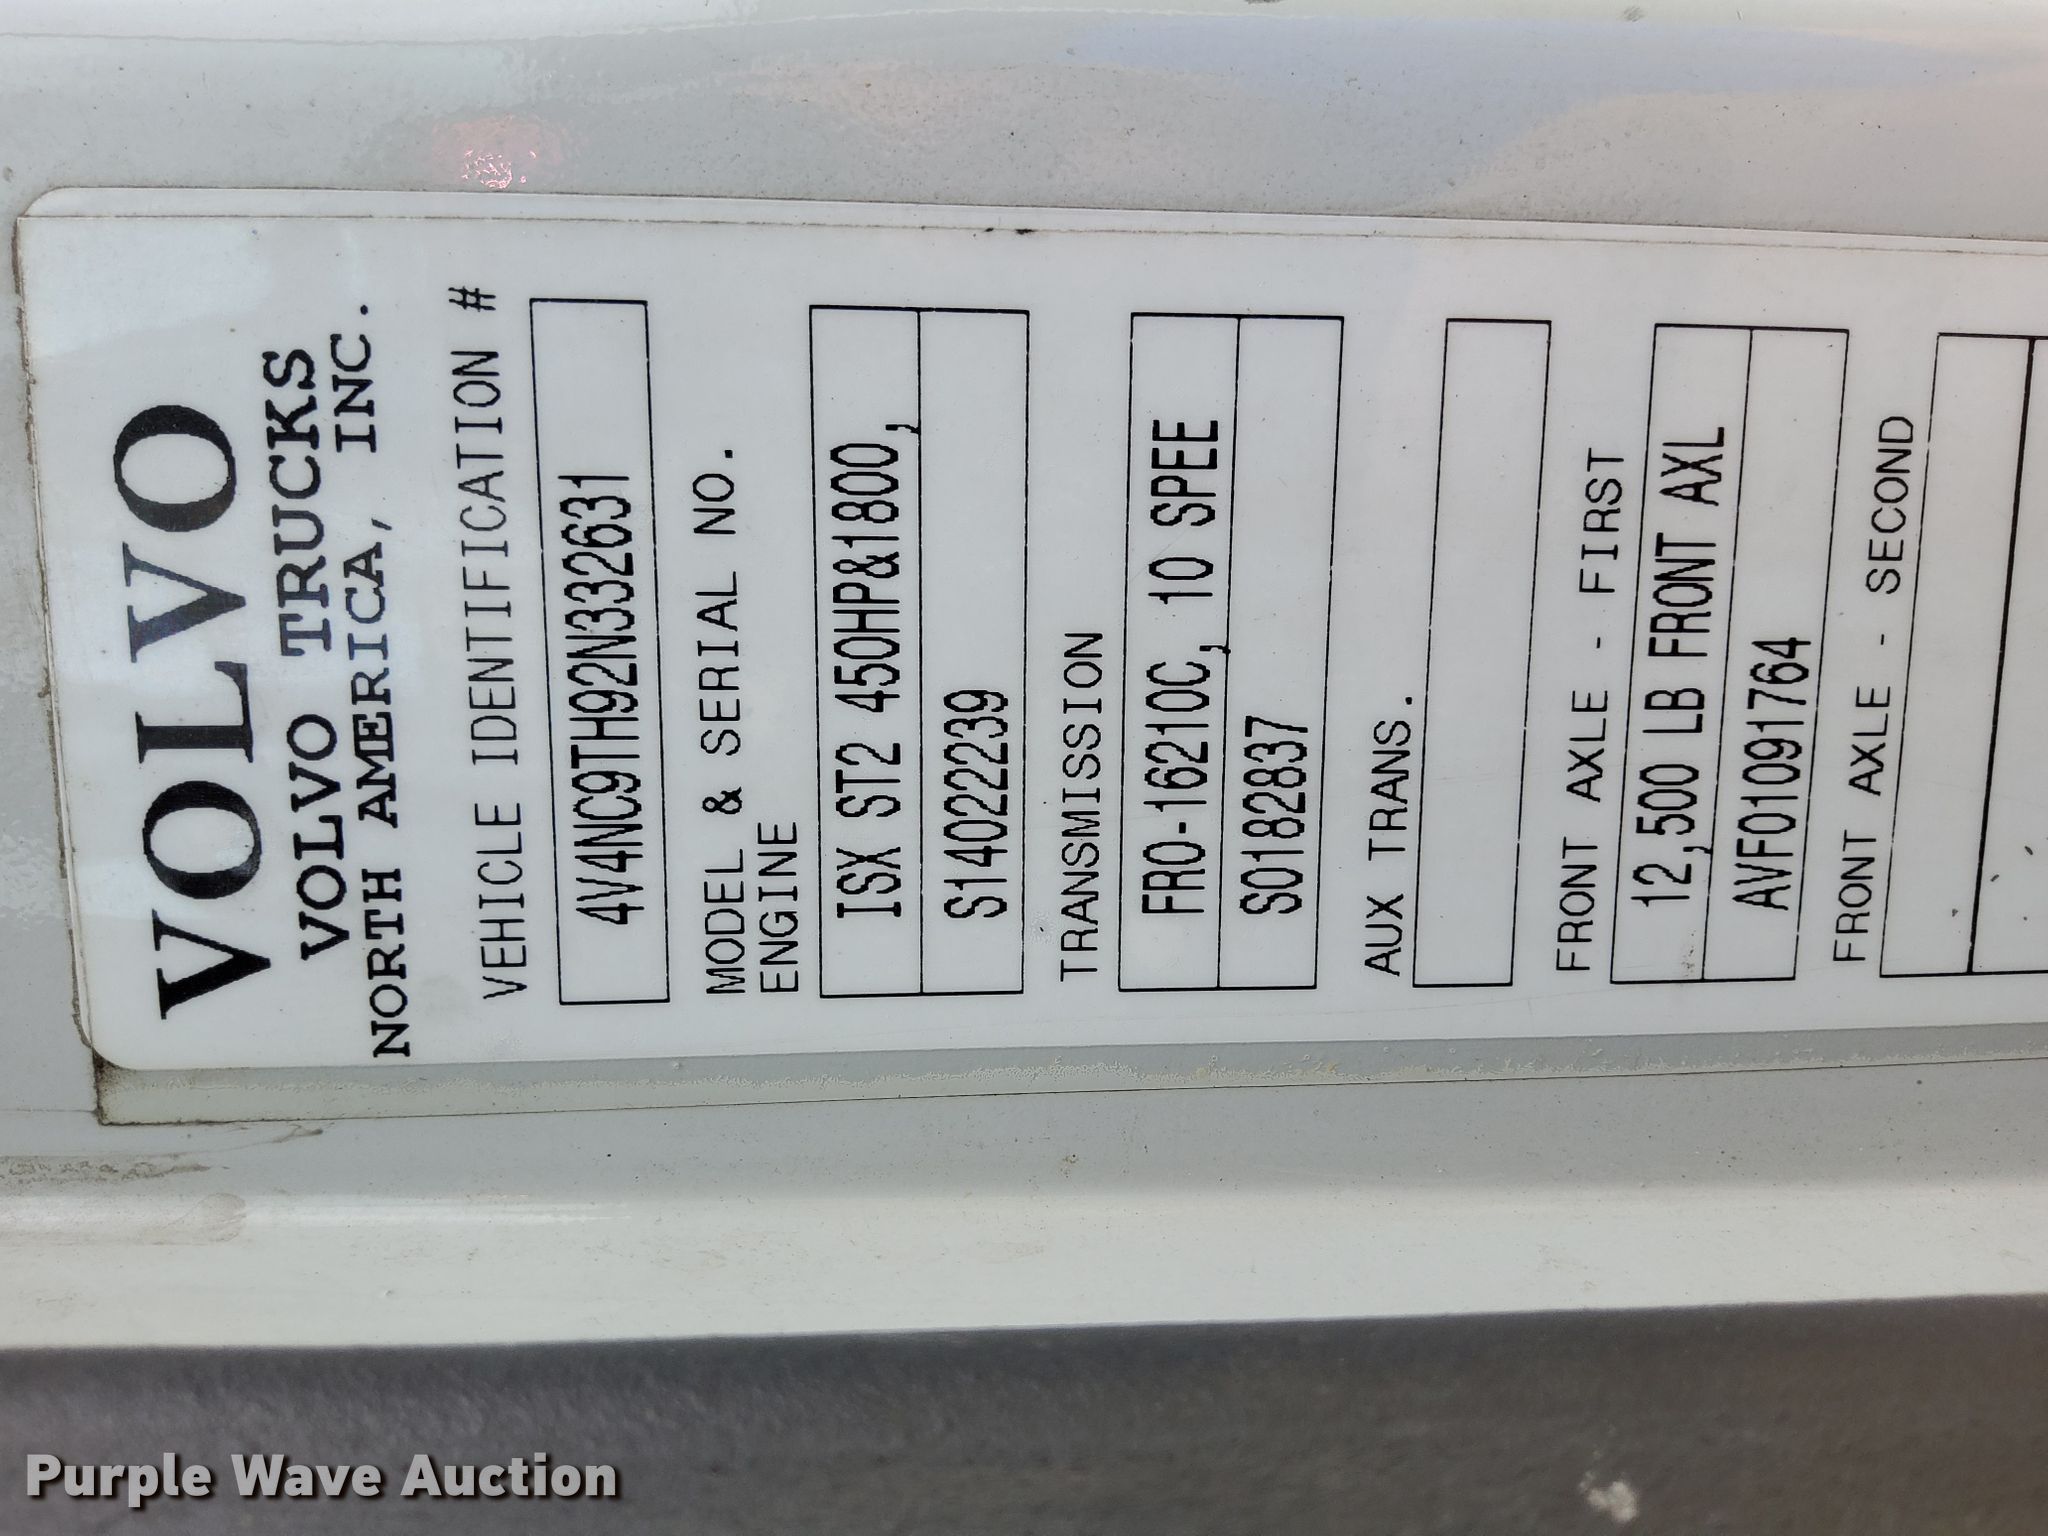 VOLVO
VOLVO TRUCKS
NORTH AMERICA, INC.
VEHICLE IDENTIFICATION #
4V4NC9TH92N332631
MODEL & SERIAL NO.
ENGINE
ISX ST2 450HP&1800,
S14022239
TRANSMISSION
FRO-16210C, 10 SPEE
S0182837
AUX TRANS.
FRONT AXLE - FIRST
12,500 LB FRONT AXL
AVF01091764
FRONT AXLE - SECOND
Purple Wave Auction